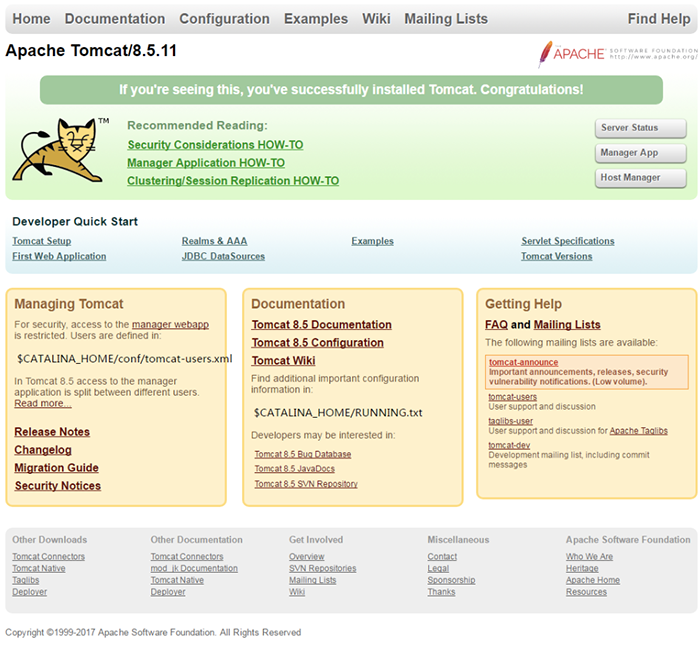 Home Documentation Configuration Examples Wiki Mailing Lists Find Help
Apache Tomcat/8.5.11
THE APACHE SOFTWARE FOUNDATION
http://www.apache.org/
If you're seeing this, you've successfully installed Tomcat. Congratulations!
TM
Recommended Reading:
Security Considerations HOW-TO
Manager Application HOW-TO
Clustering/Session Replication HOW-TO
Server Status
Manager App
Host Manager
Developer Quick Start
Tomcat Setup
First Web Application
Realms & AAA
JDBC DataSources
Examples
Servlet Specifications
Tomcat Versions
Managing Tomcat
For security, access to the manager webapp
is restricted. Users are defined in:
$CATALINA_HOME/conf/tomcat-users.xml
In Tomcat 8.5 access to the manager
application is split between different users.
Read more...
Release Notes
Changelog
Migration Guide
Security Notices
Documentation
Tomcat 8.5 Documentation
Tomcat 8.5 Configuration
Tomcat Wiki
Find additional important configuration
information in:
$CATALINA_HOME/RUNNING.txt
Developers may be interested in:
Tomcat 8.5 Bug Database
Tomcat 8.5 JavaDocs
Tomcat 8.5 SVN Repository
Getting Help
FAQ and Mailing Lists
The following mailing lists are available:
tomcat-announce
Important announcements, releases, security
vulnerability notifications. (Low volume).
tomcat-users
User support and discussion
taglibs-user
User support and discussion for Apache Taglibs
tomcat-dev
Development mailing list, including commit
messages
Other Downloads
Tomcat Connectors
Tomcat Native
Taglibs
Deployer
Other Documentation
Tomcat Connectors
mod_jk Documentation
Tomcat Native
Deployer
Get Involved
Overview
SVN Repositories
Mailing Lists
Wiki
Miscellaneous
Contact
Legal
Sponsorship
Thanks
Apache Software Foundation
Who We Are
Heritage
Apache Home
Resources
Copyright ©1999-2017 Apache Software Foundation. All Rights Reserved